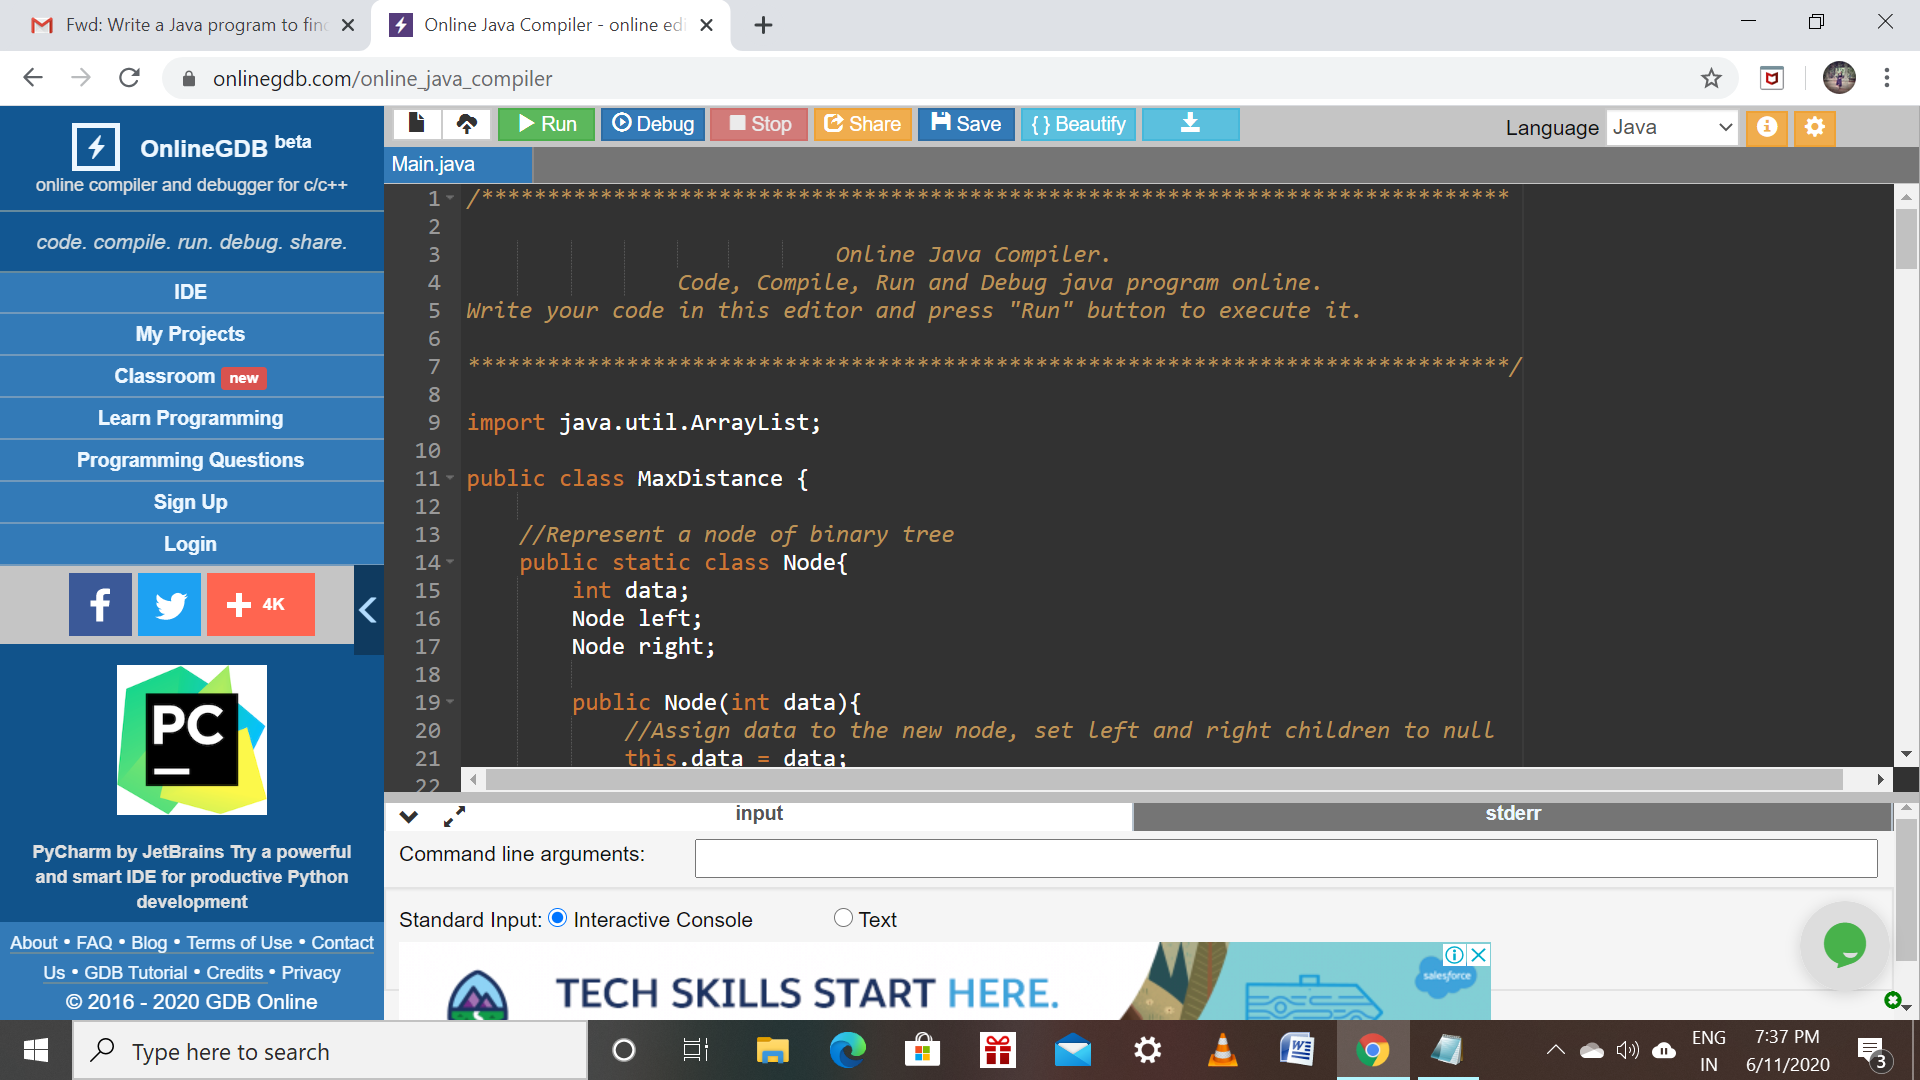 Fwd: Write a Java program to fin
Online Java Compiler - online edi
onlinegdb.com/online_java_compiler
OnlineGDB beta
online compiler and debugger for c/c++
code. compile. run. debug. share.
IDE
My Projects
Classroom new
Learn Programming
Programming Questions
Sign Up
Login
f
+ 4K
PC
PyCharm by JetBrains Try a powerful
and smart IDE for productive Python
development
About • FAQ • Blog • Terms of Use • Contact
Us • GDB Tutorial • Credits • Privacy
© 2016 - 2020 GDB Online
Run Debug Stop Share Save { } Beautify
Language Java
Main.java
1 /******************************************************************************
2
3 Online Java Compiler.
4 Code, Compile, Run and Debug java program online.
5 Write your code in this editor and press "Run" button to execute it.
6
7 *******************************************************************************/
8
9 import java.util.ArrayList;
10
11 public class MaxDistance {
12
13 //Represent a node of binary tree
14 public static class Node{
15 int data;
16 Node left;
17 Node right;
18
19 public Node(int data){
20 //Assign data to the new node, set left and right children to null
21 this.data = data;
22
input
stderr
Command line arguments:
Standard Input: Interactive Console Text
TECH SKILLS START HERE.
salesforce
Type here to search
ENG
IN
7:37 PM
6/11/2020
3